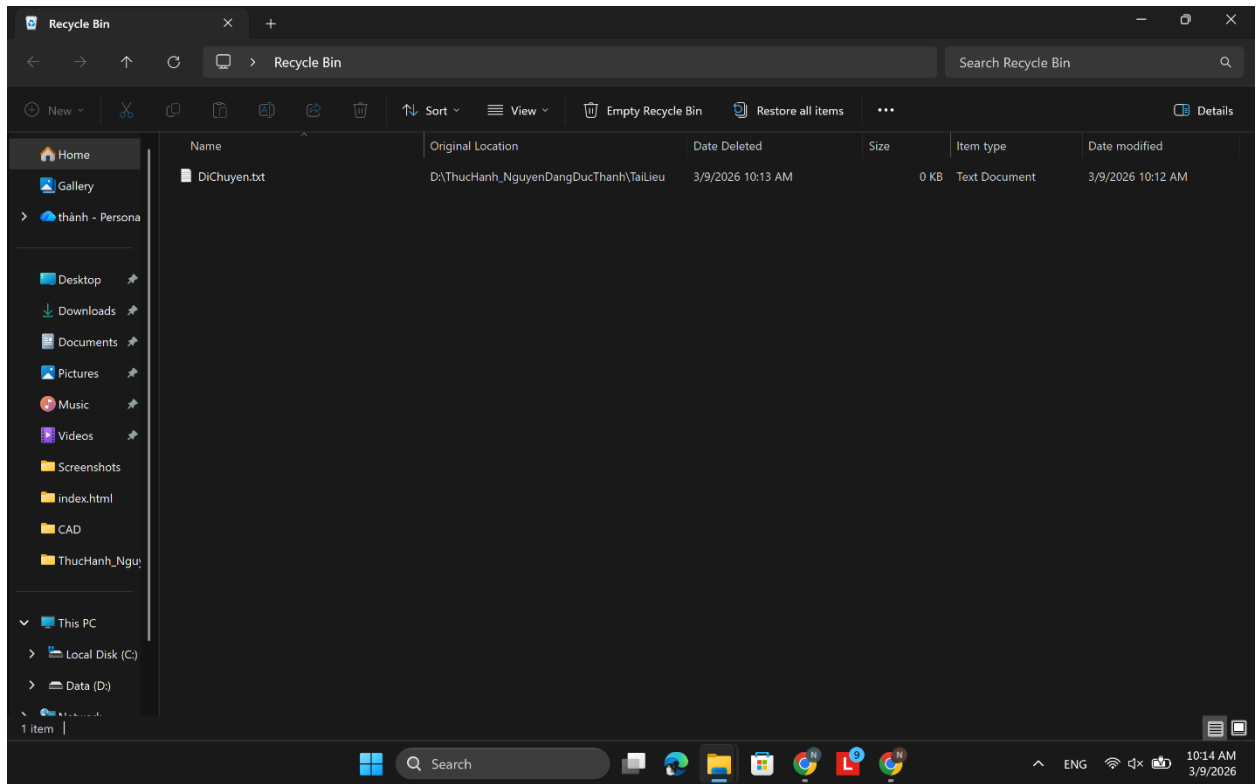 Recycle Bin
Recycle Bin
Search Recycle Bin
New
Sort
View
Empty Recycle Bin
Restore all items
Details
Name Original Location Date Deleted Size Item type Date modified
DiChuyen.txt D:\ThucHanh_NguyenDangDucThanh\TaiLieu 3/9/2026 10:13 AM 0 KB Text Document 3/9/2026 10:12 AM
Home
Gallery
thành - Persona
Desktop
Downloads
Documents
Pictures
Music
Videos
Screenshots
index.html
CAD
ThucHanh_Nguy
This PC
Local Disk (C:)
Data (D:)
Network
1 item
Search
L
9
N
N
ENG
10:14 AM
3/9/2026